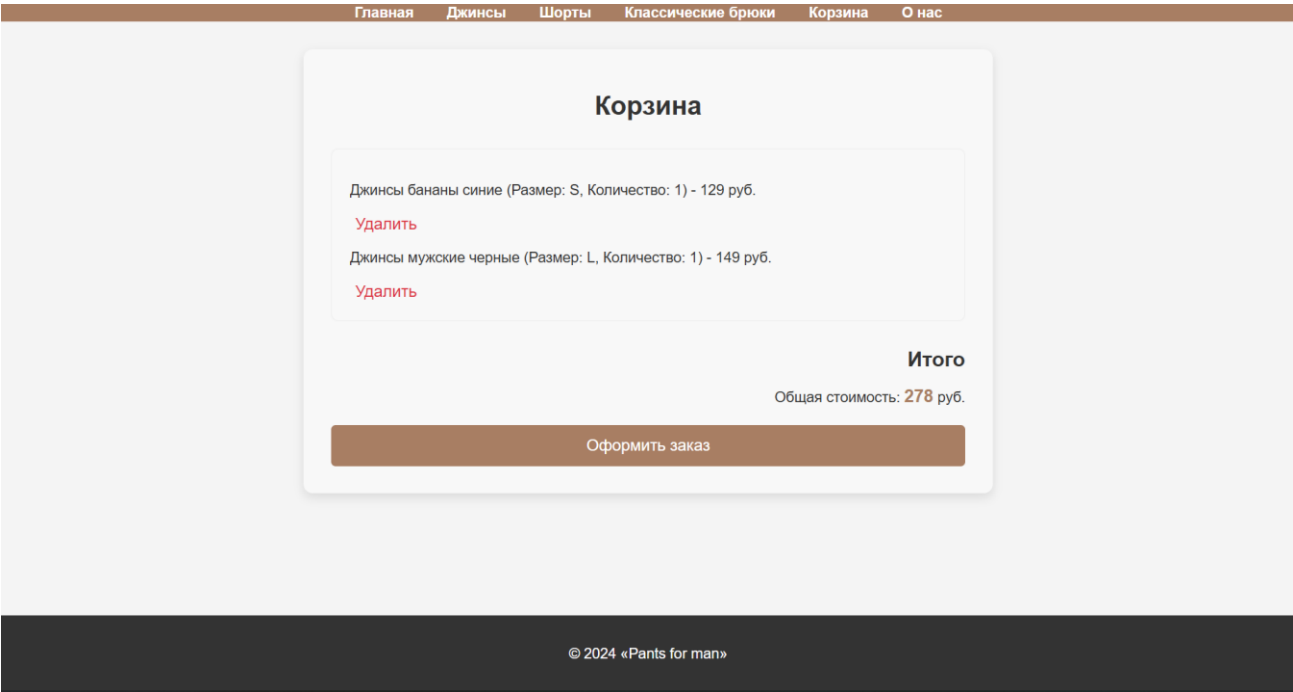 Главная Джинсы Шорты Классические брюки Корзина О нас
Корзина
Джинсы бананы синие (Размер: S, Количество: 1) - 129 руб.
Удалить
Джинсы мужские черные (Размер: L, Количество: 1) - 149 руб.
Удалить
Итого
Общая стоимость: 278 руб.
Оформить заказ
© 2024 «Pants for man»